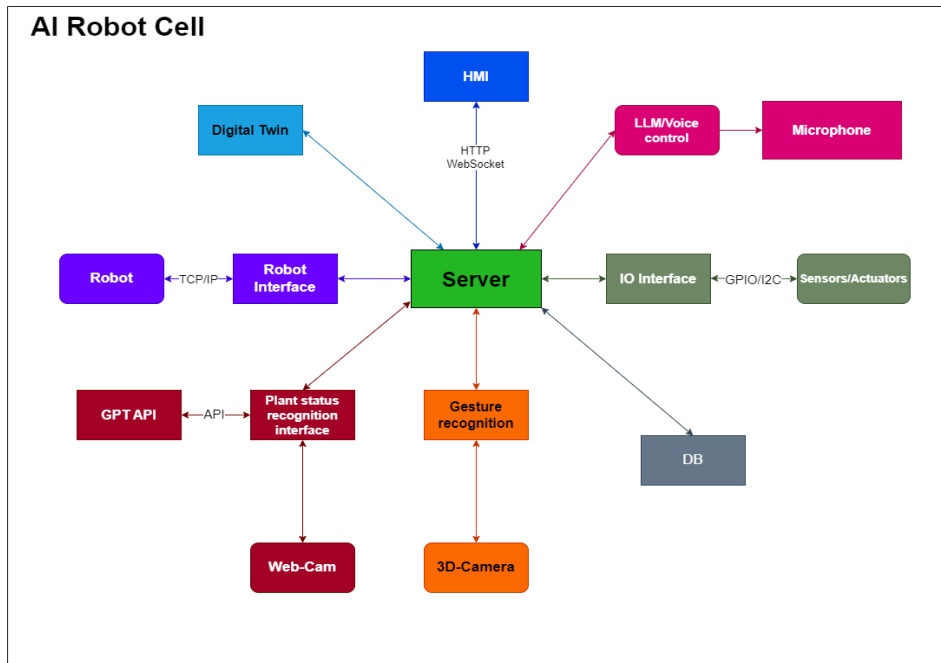 AI Robot Cell
HMI
Digital Twin
LLM/Voice
control
Microphone
HTTP
WebSocket
Robot
TCP/IP
Robot
Interface
Server
IO Interface
GPIO/I2C
Sensors/Actuators
GPT API
API
Plant status
recognition
interface
Gesture
recognition
DB
Web-Cam
3D-Camera